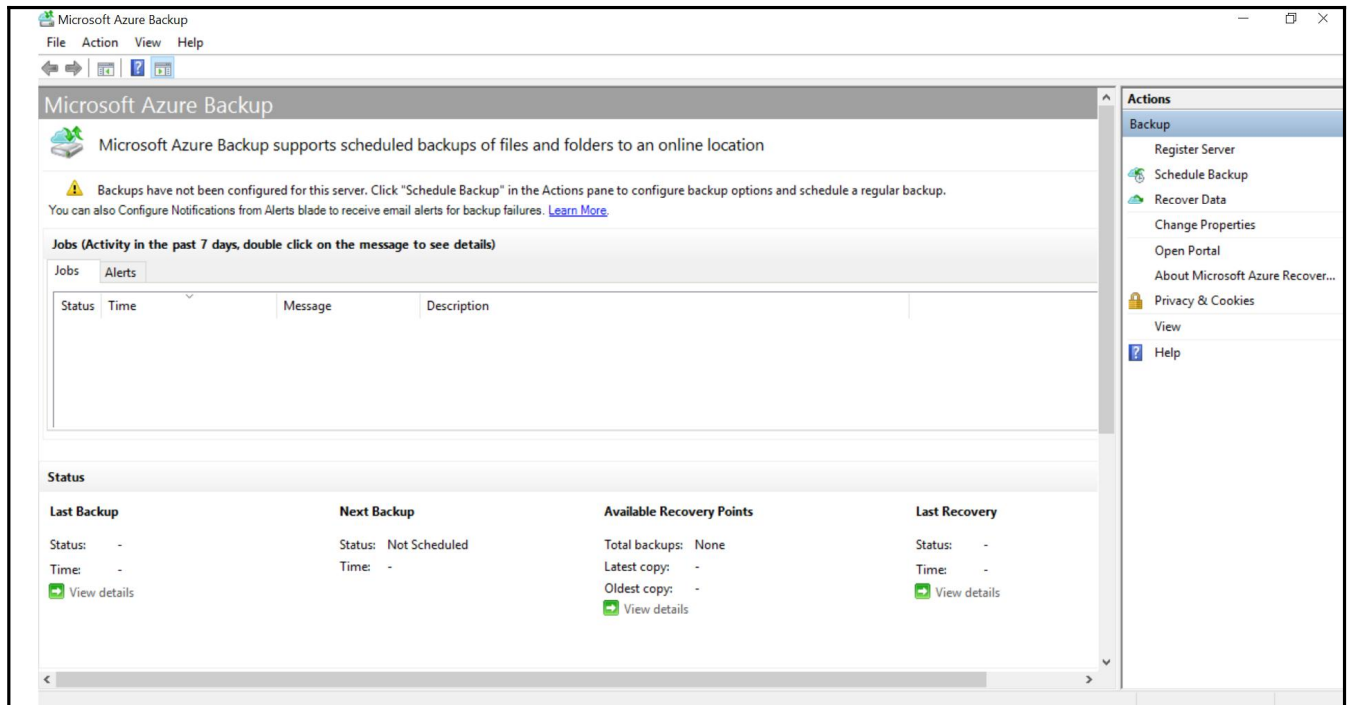 Microsoft Azure Backup
File Action View Help
Microsoft Azure Backup
Microsoft Azure Backup supports scheduled backups of files and folders to an online location
Backups have not been configured for this server. Click "Schedule Backup" in the Actions pane to configure backup options and schedule a regular backup.
You can also Configure Notifications from Alerts blade to receive email alerts for backup failures. Learn More.
Jobs (Activity in the past 7 days, double click on the message to see details)
Jobs Alerts
Status Time Message Description
Status
Last Backup
Status: -
Time: -
View details
Next Backup
Status: Not Scheduled
Time: -
Available Recovery Points
Total backups: None
Latest copy: -
Oldest copy: -
View details
Last Recovery
Status: -
Time: -
View details
Actions
Backup
Register Server
Schedule Backup
Recover Data
Change Properties
Open Portal
About Microsoft Azure Recover...
Privacy & Cookies
View
Help